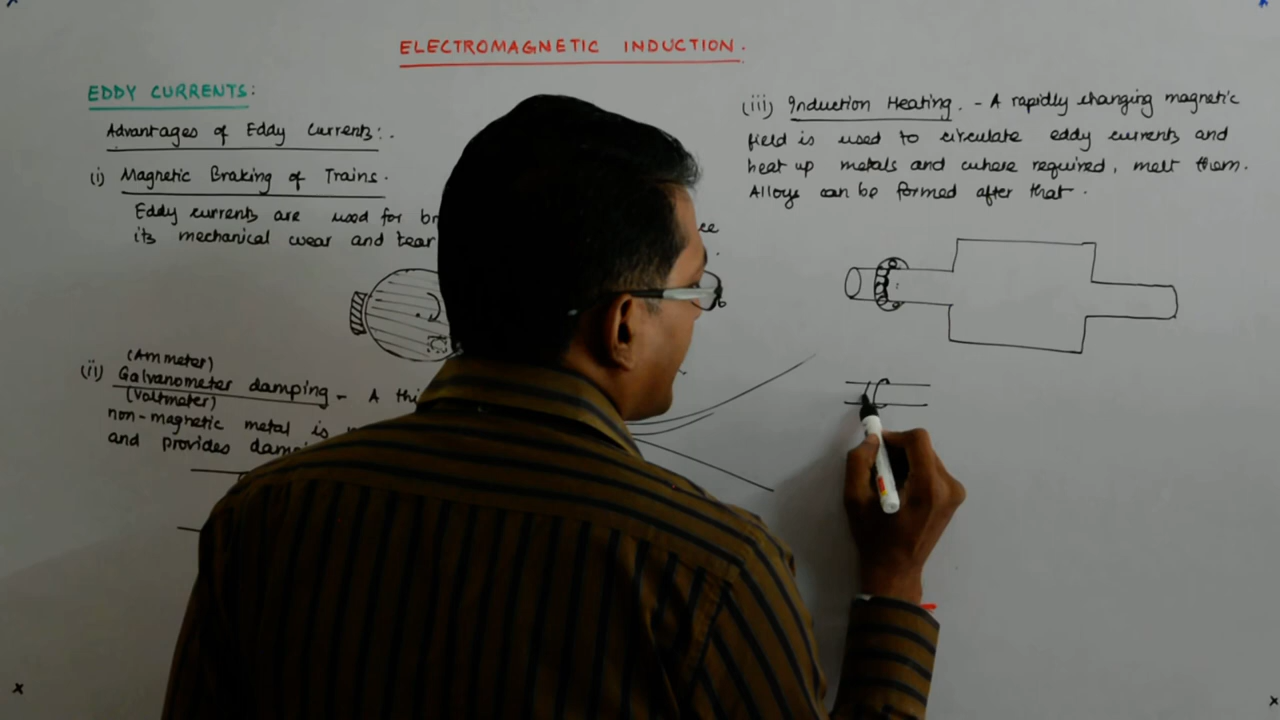 ELECTROMAGNETIC INDUCTION.
EDDY CURRENTS:
Advantages of Eddy Currents:.
(i) Magnetic Braking of Trains.
Eddy currents are used for
its mechanical wear and tear
(Ammeter)
(ii) Galvanometer damping - A
(Voltmeter)
non-magnetic metal is
and provides
(iii) Induction Heating. - A rapidly changing magnetic
field is used to circulate eddy currents and
heat up metals and where required, melt them.
Alloys can be formed after that.